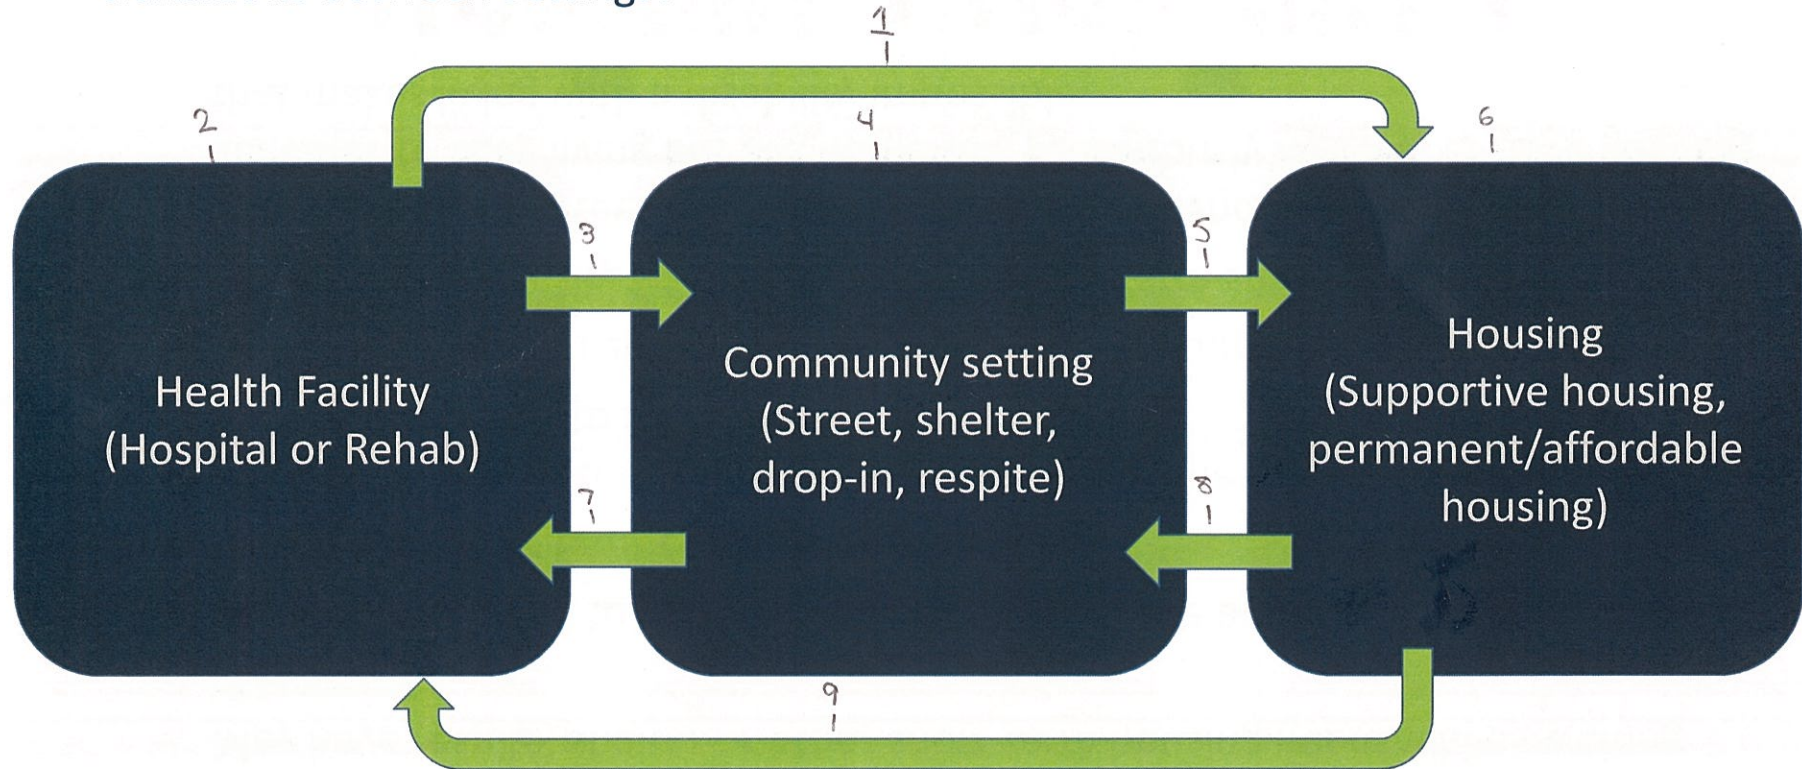 1
2
4
6
3
5
Health Facility
(Hospital or Rehab)
Community setting
(Street, shelter,
drop-in, respite)
Housing
(Supportive housing,
permanent/affordable
housing)
7
8
9